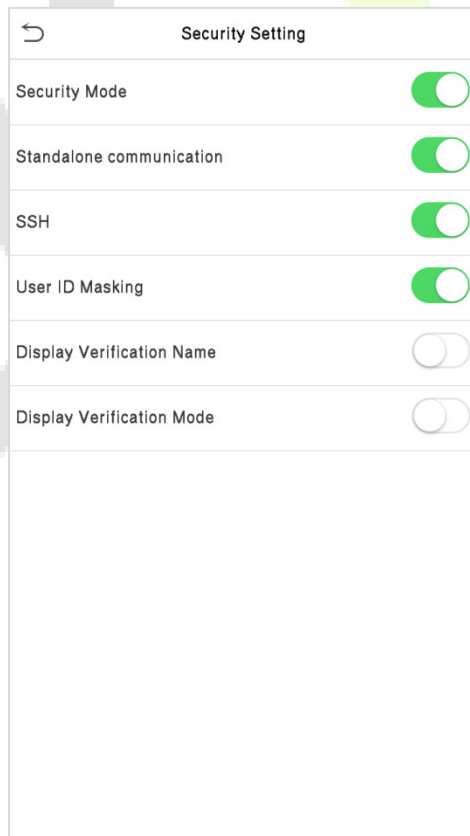 Security Setting
Security Mode
Standalone communication
SSH
User ID Masking
Display Verification Name
Display Verification Mode